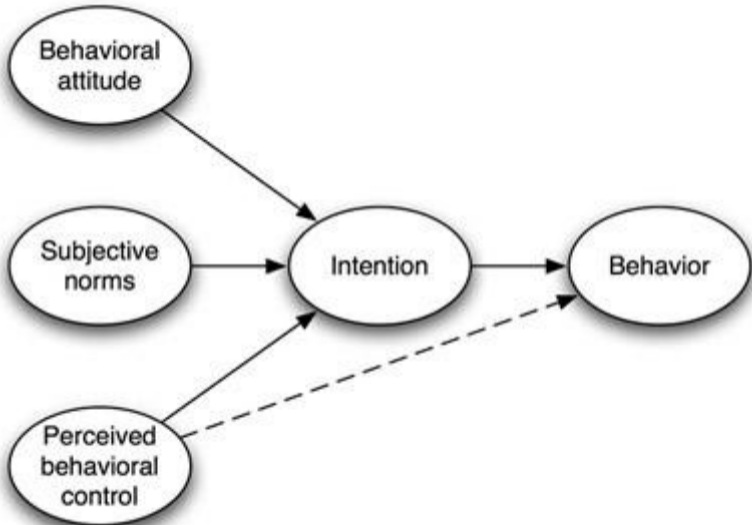 Behavioral
attitude
Subjective
norms
Intention
Behavior
Perceived
behavioral
control